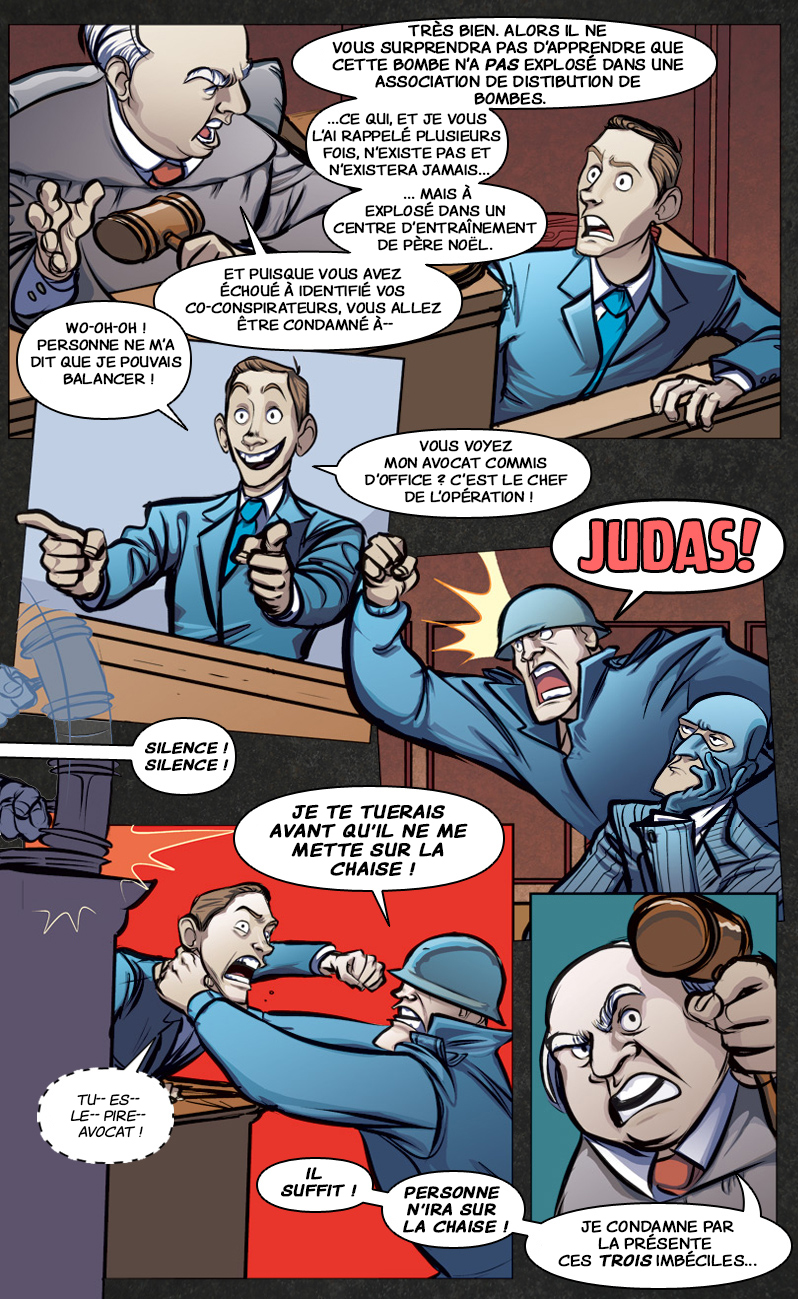 TRÈS BIEN. ALORS IL NE
VOUS SURPRENDRA PAS D'APPRENDRE QUE
CETTE BOMBE N'A PAS EXPLOSÉ DANS UNE
ASSOCIATION DE DISTIBUTION DE
BOMBES.
...CE QUI, ET JE VOUS
L'AI RAPPELÉ PLUSIEURS
FOIS, N'EXISTE PAS ET
N'EXISTERA JAMAIS...
... MAIS À
EXPLOSÉ DANS UN
CENTRE D'ENTRAÎNEMENT
DE PÈRE NOËL.
ET PUISQUE VOUS AVEZ
ÉCHOUÉ À IDENTIFIÉ VOS
CO-CONSPIRATEURS, VOUS ALLEZ
ÊTRE CONDAMNÉ À--
WO-OH-OH !
PERSONNE NE M'A
DIT QUE JE POUVAIS
BALANCER !
VOUS VOYEZ
MON AVOCAT COMMIS
D'OFFICE ? C'EST LE CHEF
DE L'OPÉRATION !
JUDAS!
SILENCE !
SILENCE !
JE TE TUERAIS
AVANT QU'IL NE ME
METTE SUR LA
CHAISE !
TU-- ES--
LE-- PIRE--
AVOCAT !
IL
SUFFIT !
PERSONNE
N'IRA SUR
LA CHAISE !
JE CONDAMNE PAR
LA PRÉSENTE
CES TROIS IMBÉCILES...